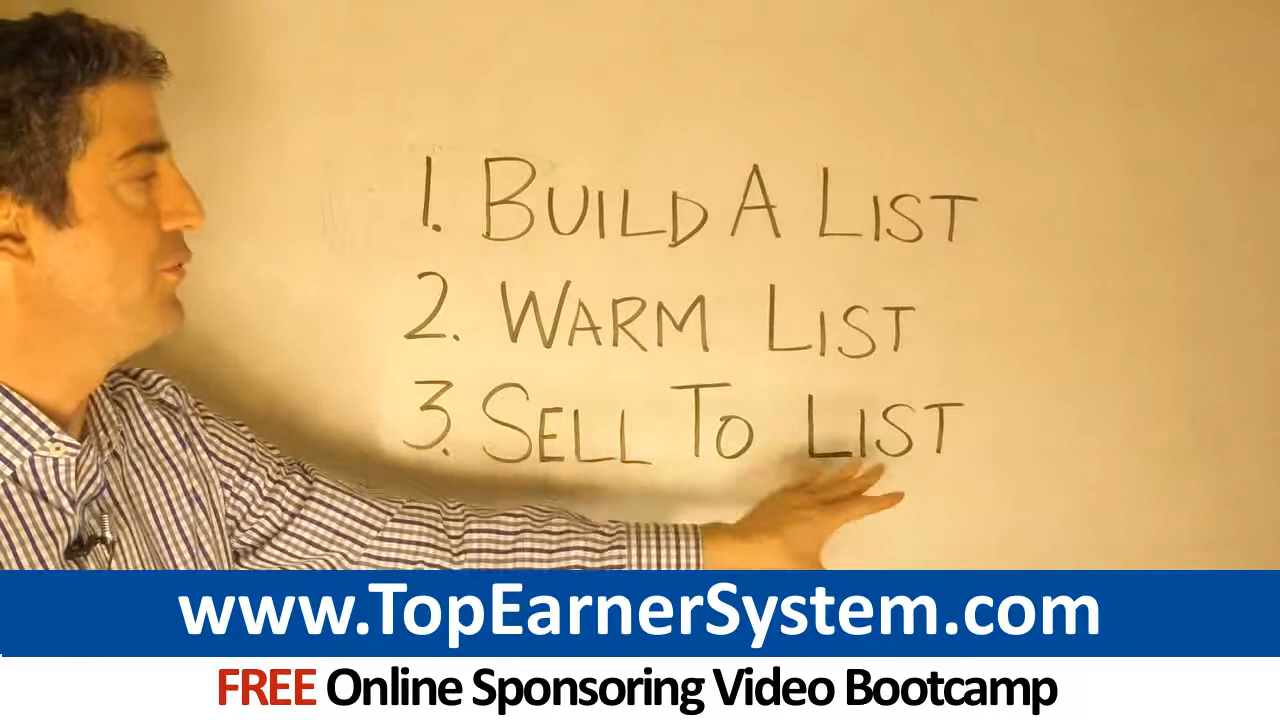 1. BUILD A LIST
2. WARM LIST
3. SELL TO LIST
www.TopEarnerSystem.com
FREE Online Sponsoring Video Bootcamp